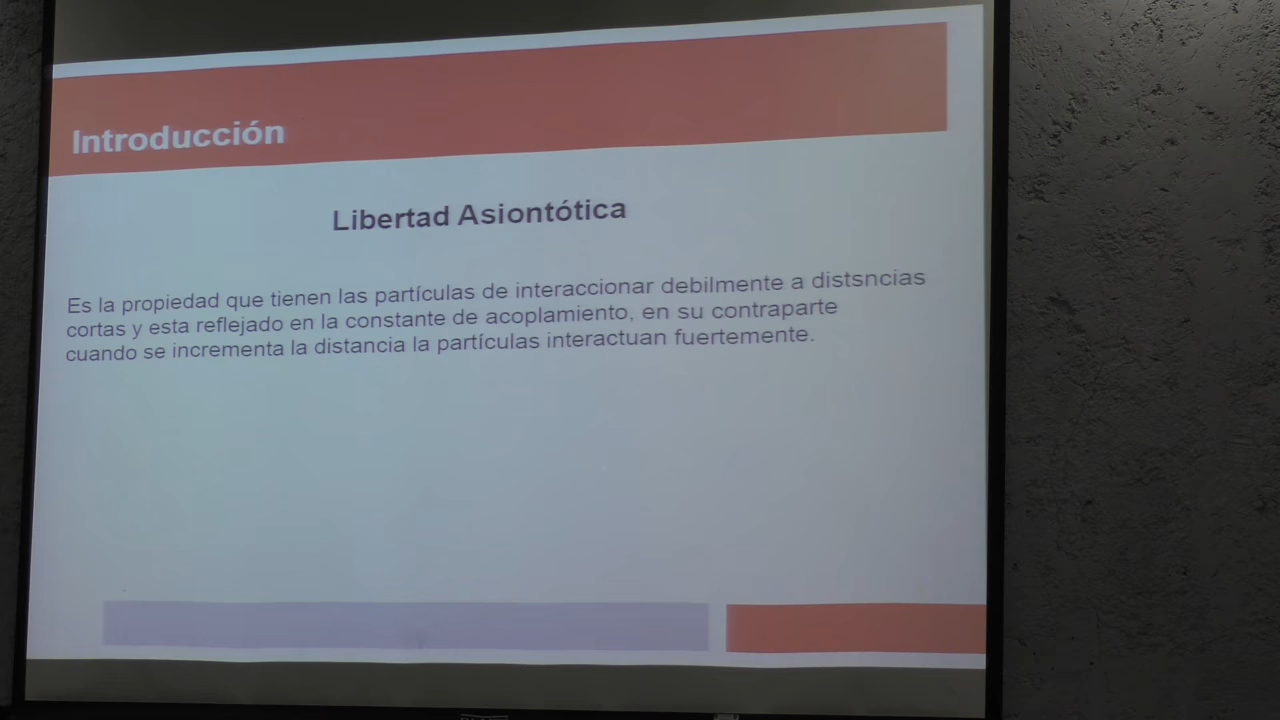 Introducción
Libertad Asiontótica
Es la propiedad que tienen las partículas de interaccionar debilmente a distsncias
cortas y esta reflejado en la constante de acoplamiento, en su contraparte
cuando se incrementa la distancia la partículas interactuan fuertemente.